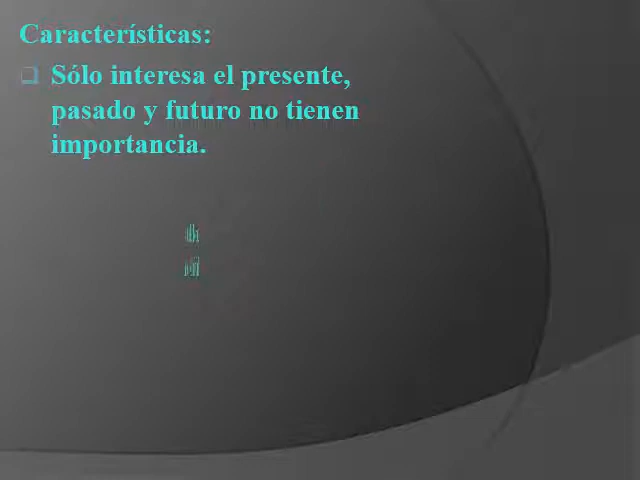 Características:
Sólo interesa el presente,
pasado y futuro no tienen
importancia.